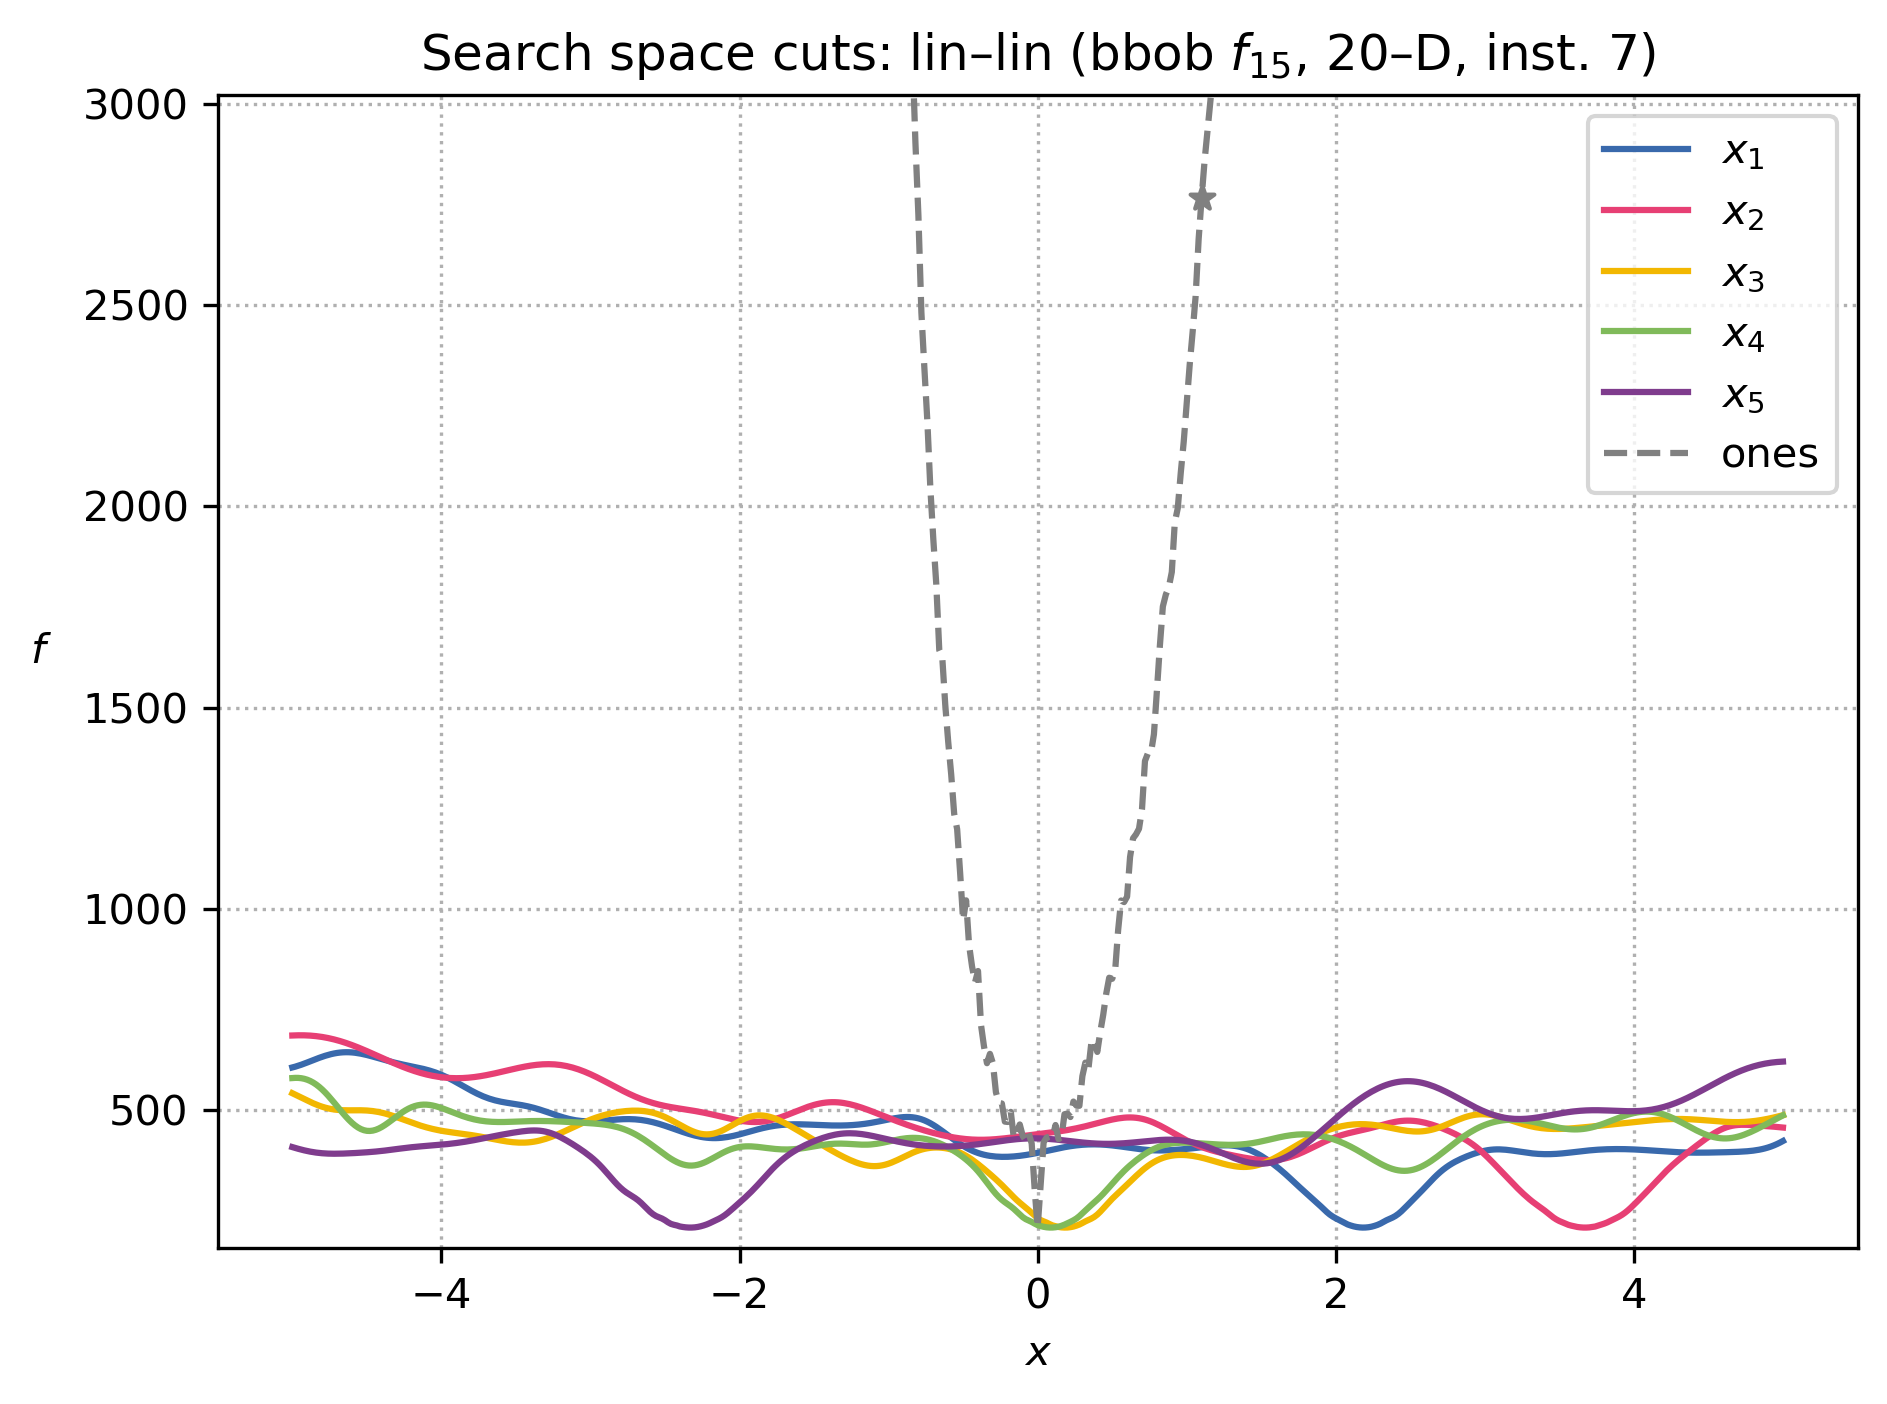 Search space cuts: lin–lin (bbob f₁₅, 20–D, inst. 7)
3000
2500
2000
1500
1000
500
f
−4
−2
0
2
4
x
x₁
x₂
x₃
x₄
x₅
ones